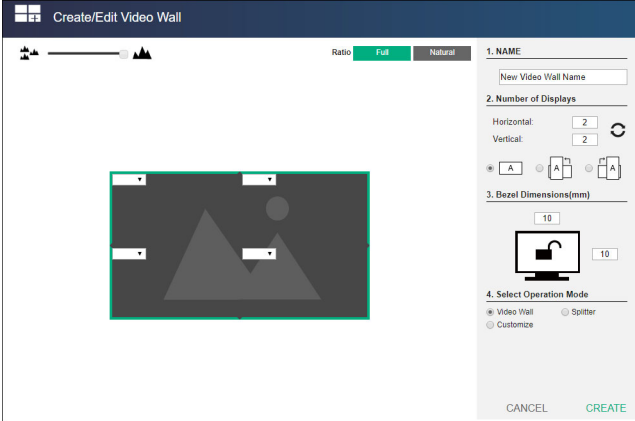 Create/Edit Video Wall
Ratio Full Natural
1. NAME
New Video Wall Name
2. Number of Displays
Horizontal: 2
Vertical: 2
A A A
3. Bezel Dimensions(mm)
10
10
4. Select Operation Mode
Video Wall Splitter
Customize
CANCEL CREATE